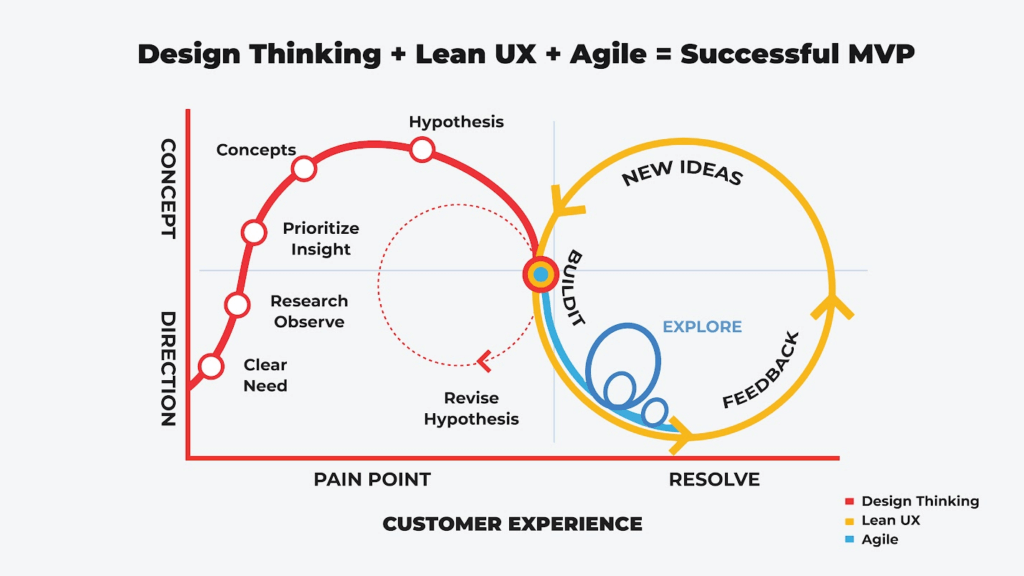 Design Thinking + Lean UX + Agile = Successful MVP
CONCEPT
DIRECTION
Hypothesis
Concepts
Prioritize
Insight
Research
Observe
Clear
Need
Revise
Hypothesis
NEW IDEAS
BUILDIT
EXPLORE
FEEDBACK
PAIN POINT
RESOLVE
CUSTOMER EXPERIENCE
Design Thinking
Lean UX
Agile